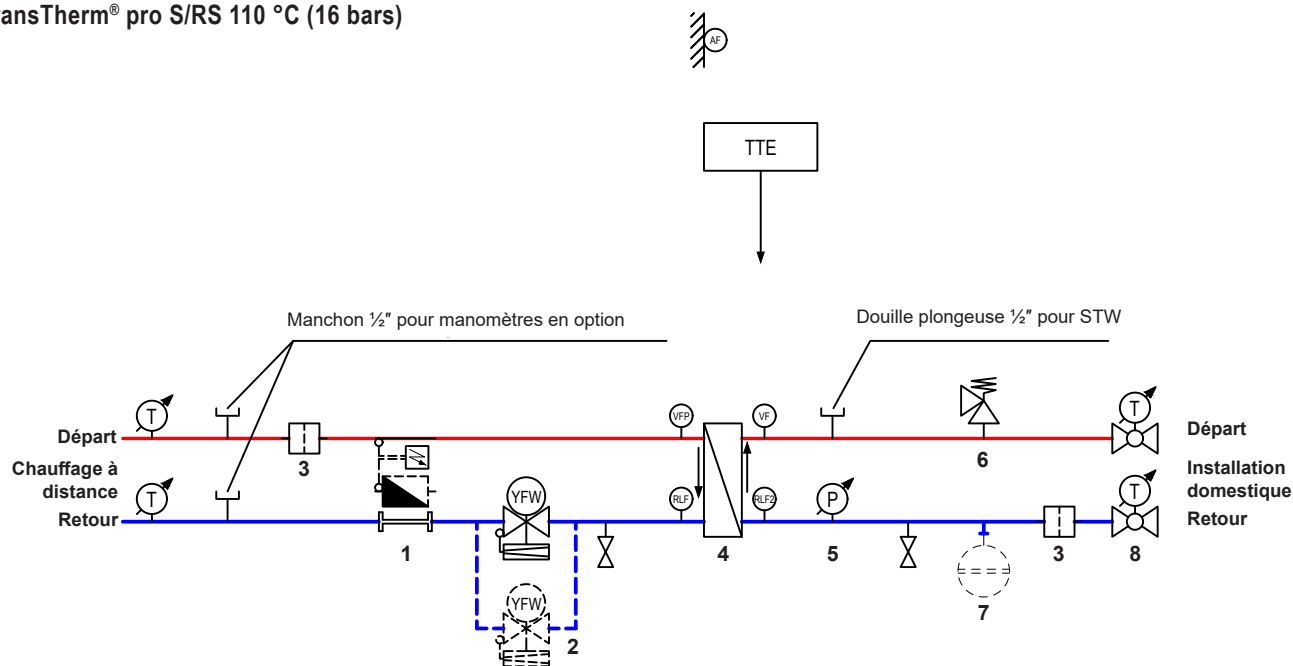 ransTherm® pro S/RS 110 °C (16 bars)
AF
TTE
Manchon ½" pour manomètres en option
Douille plongeuse ½" pour STW
T
VFP
VF
T
Départ
Départ
3
6
Chauffage à
distance
Installation
domestique
T
YFW
RLF
RLF2
P
T
Retour
Retour
1
4
5
3
8
YFW
7
2